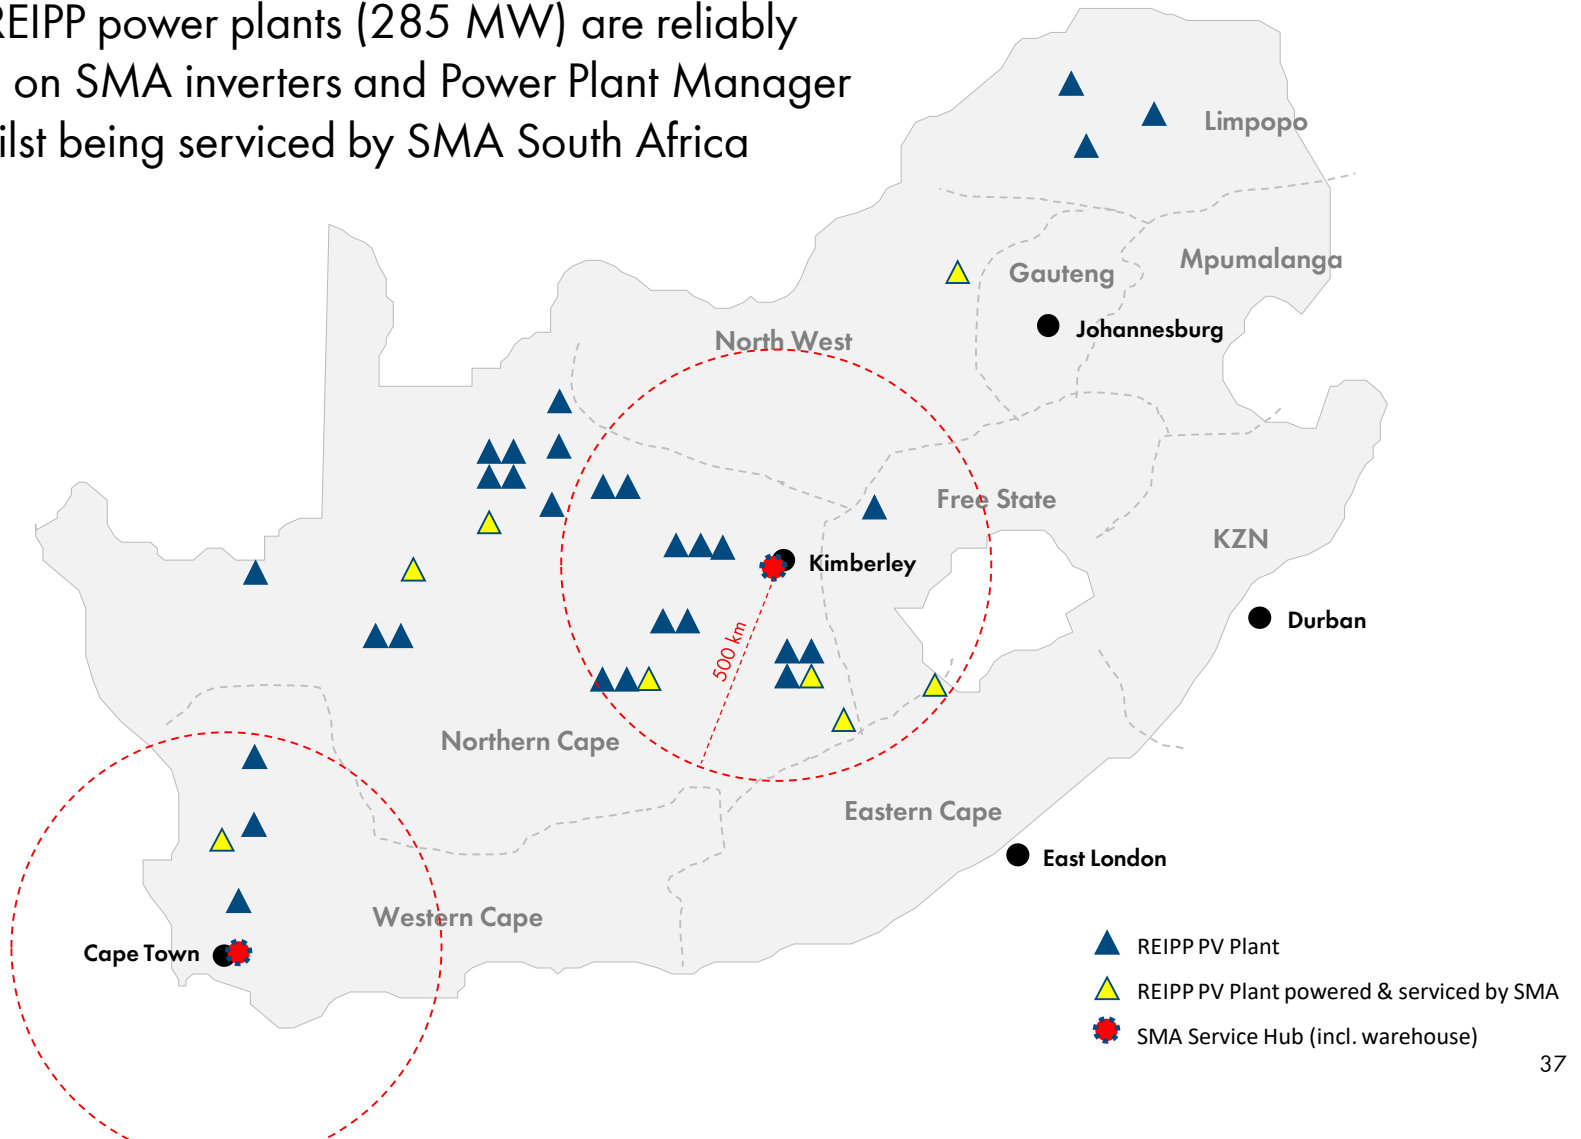 REIPP power plants (285 MW) are reliably
on SMA inverters and Power Plant Manager
ilst being serviced by SMA South Africa
Limpopo
Mpumalanga
Gauteng
Johannesburg
North West
Free State
KZN
Kimberley
Durban
500 km
Northern Cape
Eastern Cape
East London
Western Cape
Cape Town
REIPP PV Plant
REIPP PV Plant powered & serviced by SMA
SMA Service Hub (incl. warehouse)
37